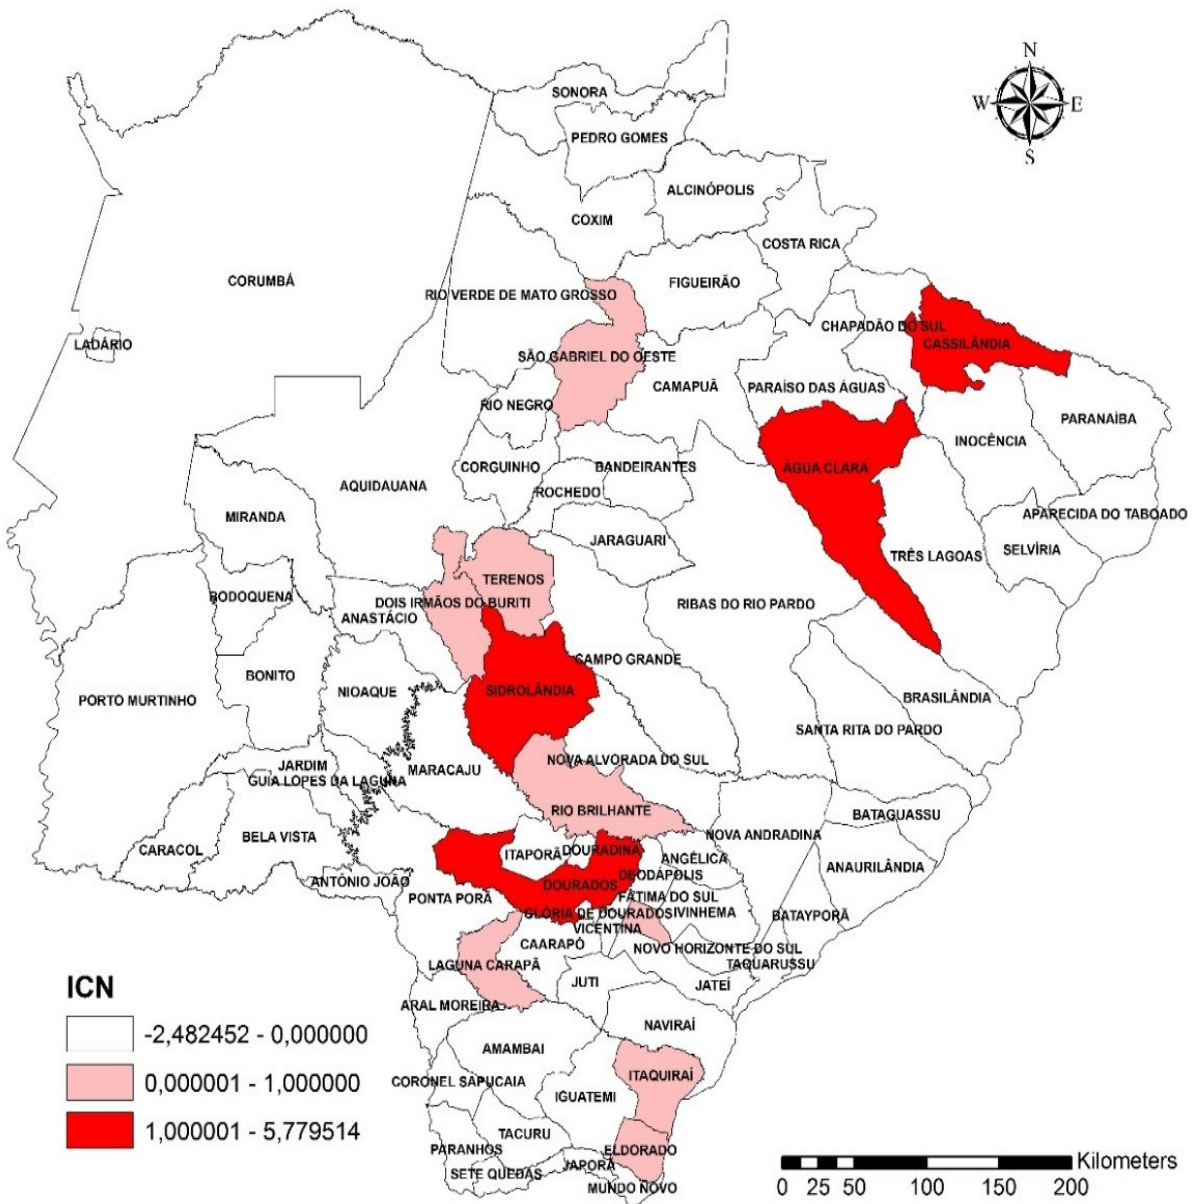 N
SONORA
W E
PEDRO GOMES
S
ALCINÓPOLIS
COXIM
COSTA RICA
CORUMBÁ
FIGUEIRÃO
RIO VERDE DE MATO GROSSO
CHAPADÃO DO SUL
LADÁRIO
CASSILÂNDIA
SÃO GABRIEL DO OESTE
CAMAPUÃ
PARAÍSO DAS ÁGUAS
RIO NEGRO
PARANAÍBA
INOCÊNCIA
CORGUINHO
BANDEIRANTES
ÁGUA CLARA
AQUIDAUANA
ROCHEDO
MIRANDA
APARECIDA DO TABOADO
JARAGUARI
SELVÍRIA
TRÊS LAGOAS
TERENOS
BODOQUENA
DOIS IRMÃOS DO BURITI
RIBAS DO RIO PARDO
ANASTÁCIO
CAMPO GRANDE
BONITO
NIOAQUE
SIDROLÂNDIA
BRASILÂNDIA
PORTO MURTINHO
SANTA RITA DO PARDO
JARDIM
MARACAJU
NOVA ALVORADA DO SUL
GUIA LOPES DA LAGUNA
RIO BRILHANTE
BATAGUASSU
BELA VISTA
NOVA ANDRADINA
CARACOL
ITAPORÃ
DOURADINA
ANGÉLICA
ANAURILÂNDIA
DEODÁPOLIS
ANTÔNIO JOÃO
DOURADOS
PONTA PORÃ
FÁTIMA DO SUL
GLÓRIA DE DOURADOS
IVINHEMA
BATAYPORÃ
VICENTINA
CAARAPÓ
NOVO HORIZONTE DO SUL
LAGUNA CARAPÃ
TAQUARUSSU
JUTI
JATEÍ
ICN
ARAL MOREIRA
NAVIRAÍ
-2,482452 - 0,000000
AMAMBAI
0,000001 - 1,000000
CORONEL SAPUCAIA
ITAQUIRAÍ
IGUATEMI
1,000001 - 5,779514
TACURU
PARANHOS
ELDORADO
SETE QUEDAS
JAPORÃ
MUNDO NOVO
Kilometers
0 25 50 100 150 200